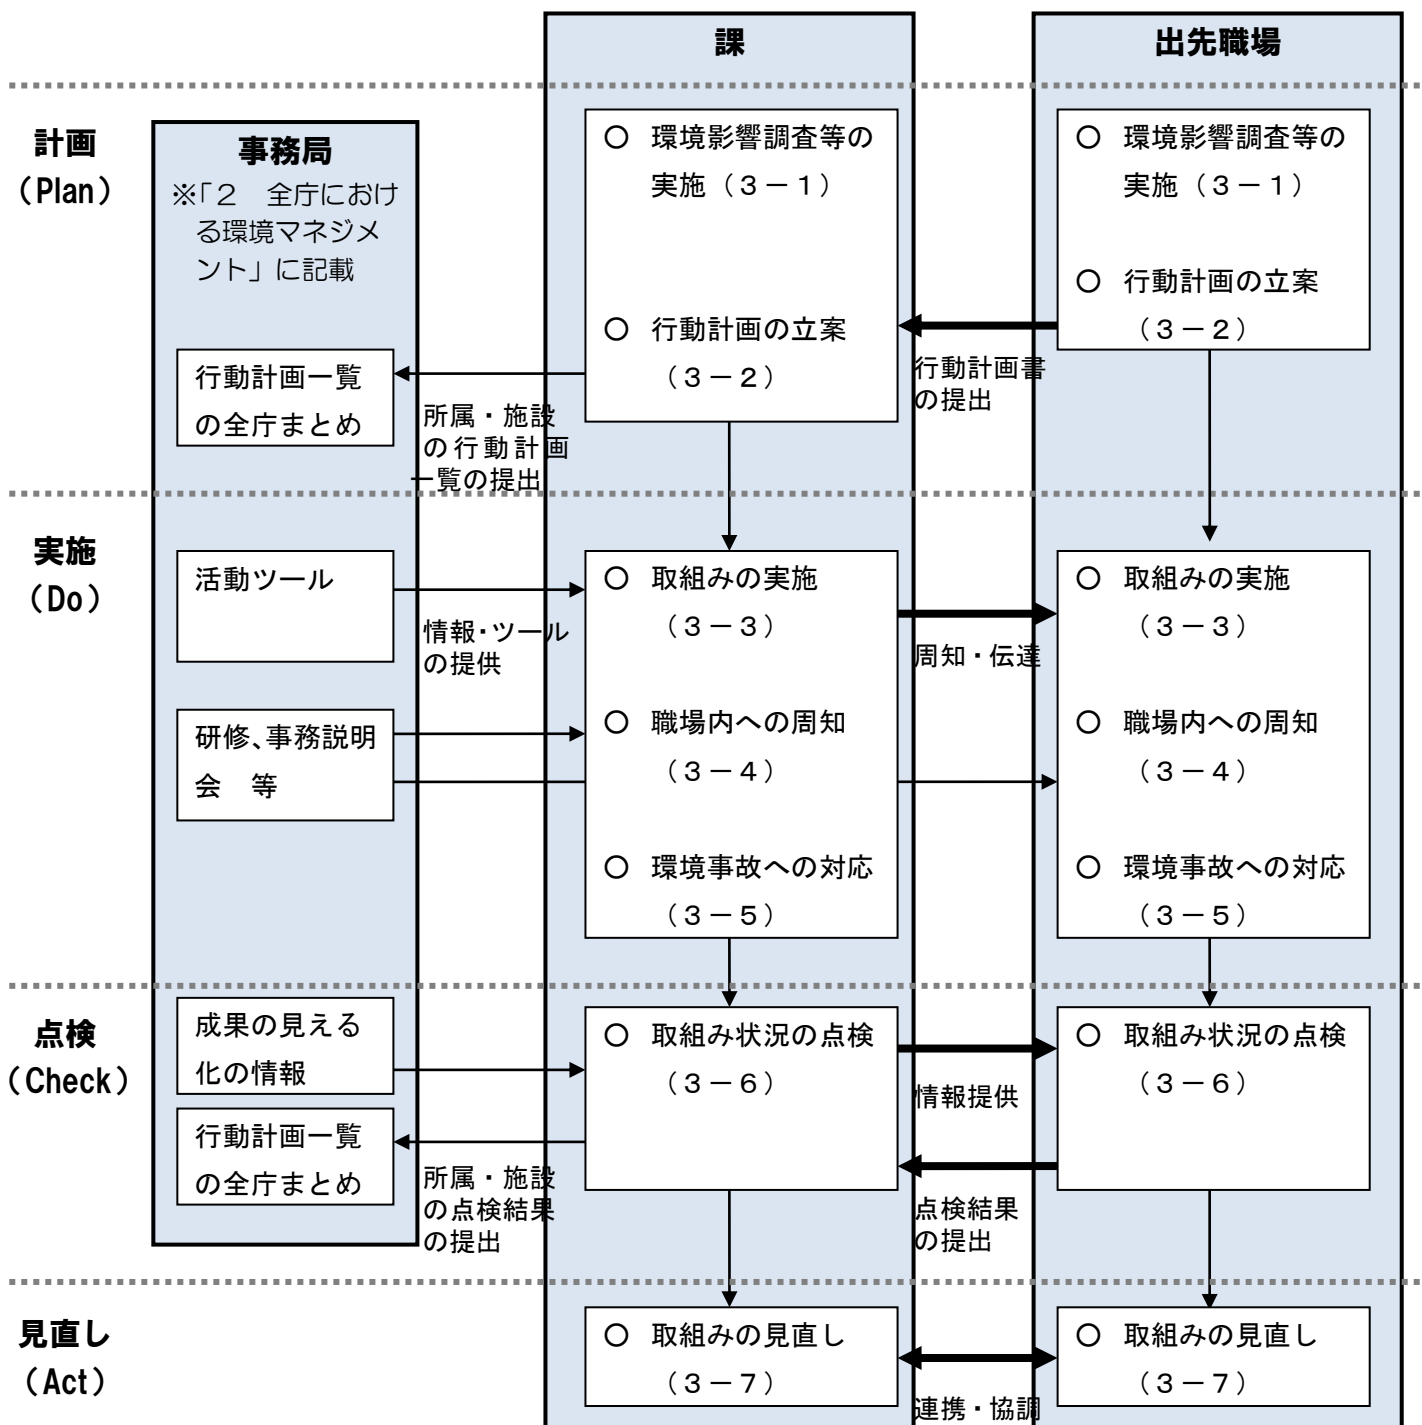 課
出先職場
計画
（Plan）
事務局
※「２　全庁におけ
る環境マネジメ
ント」に記載
○ 環境影響調査等の
実施（３－１）
○ 行動計画の立案
（３－２）
○ 環境影響調査等の
実施（３－１）
○ 行動計画の立案
（３－２）
行動計画書
の提出
行動計画一覧
の全庁まとめ
所属・施設
の行動計画
一覧の提出
実施
（Do）
活動ツール
情報・ツール
の提供
研修、事務説明
会　等
○ 取組みの実施
（３－３）
○ 職場内への周知
（３－４）
○ 環境事故への対応
（３－５）
周知・伝達
○ 取組みの実施
（３－３）
○ 職場内への周知
（３－４）
○ 環境事故への対応
（３－５）
点検
（Check）
成果の見える
化の情報
行動計画一覧
の全庁まとめ
所属・施設
の点検結果
の提出
○ 取組み状況の点検
（３－６）
情報提供
点検結果
の提出
○ 取組み状況の点検
（３－６）
見直し
（Act）
○ 取組みの見直し
（３－７）
連携・協調
○ 取組みの見直し
（３－７）